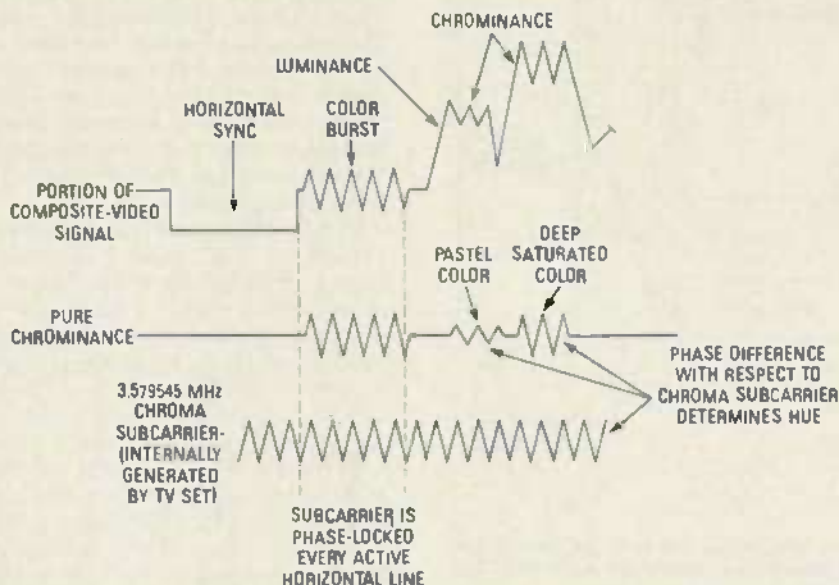 CHROMINANCE
LUMINANCE
HORIZONTAL
SYNC
COLOR
BURST
PORTION OF
COMPOSITE-VIDEO
SIGNAL
PASTEL
COLOR
DEEP
SATURATED
COLOR
PURE
CHROMINANCE
PHASE DIFFERENCE
WITH RESPECT TO
CHROMA SUBCARRIER
DETERMINES HUE
3.579545 MHz
CHROMA
SUBCARRIER-
(INTERNALLY
GENERATED
BY TV SET)
SUBCARRIER IS
PHASE-LOCKED
EVERY ACTIVE
HORIZONTAL LINE